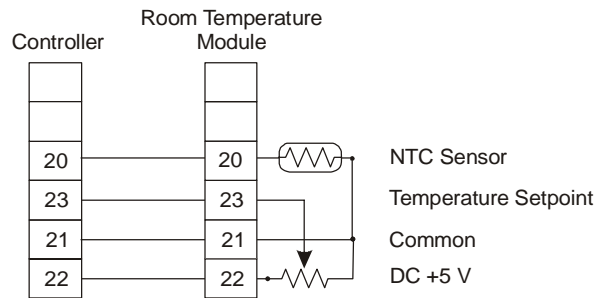 Room Temperature
Controller Module
20 20 NTC Sensor
23 23 Temperature Setpoint
21 21 Common
22 22 DC +5 V